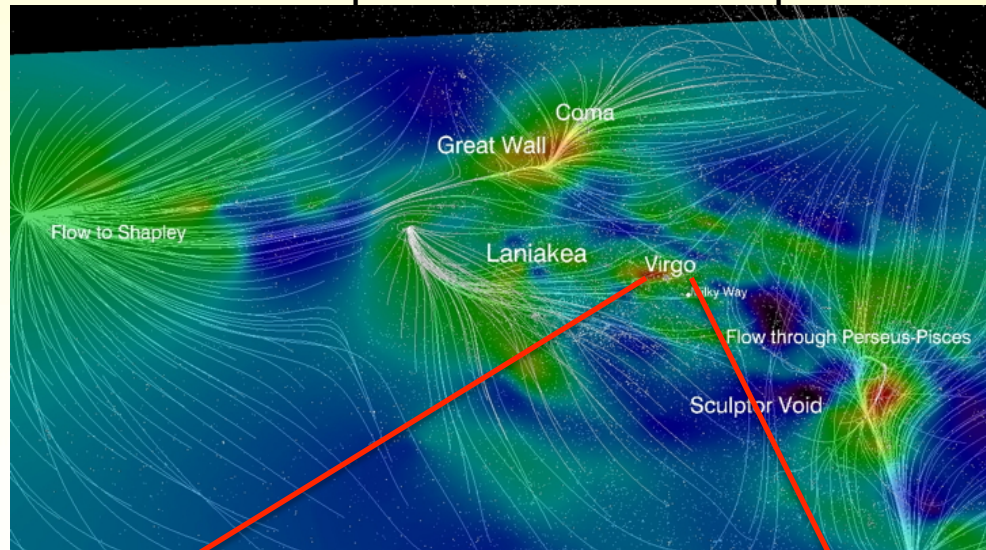 Coma
Great Wall
Flow to Shapley
Laniakea
Virgo
Milky Way
Flow through Perseus-Pisces
Sculptor Void